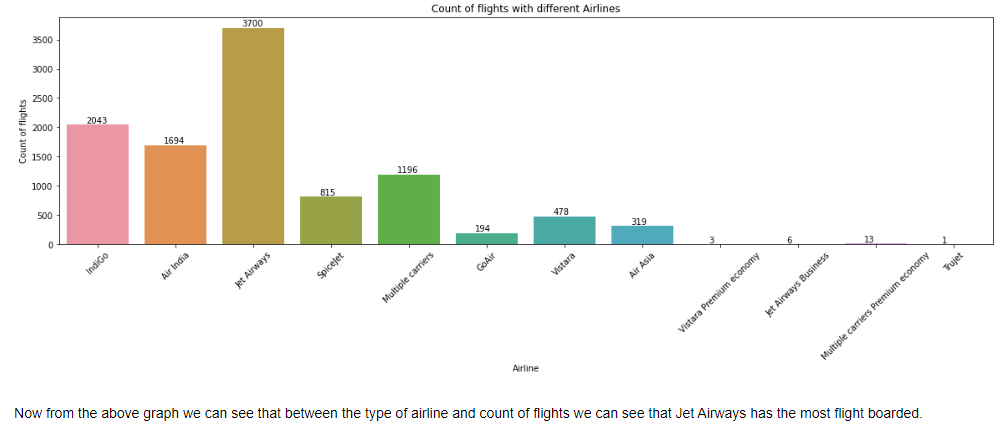 Count of flights with different Airlines
3700
3500
3000
2500
2043
2000
1694
1500
1196
1000
815
500
478
319
194
3
6
13
1
0
Count of flights
IndiGo
Air India
Jet Airways
SpiceJet
Multiple carriers
GoAir
Vistara
Air Asia
Vistara Premium economy
Jet Airways Business
Multiple carriers Premium economy
Trujet
Airline
Now from the above graph we can see that between the type of airline and count of flights we can see that Jet Airways has the most flight boarded.